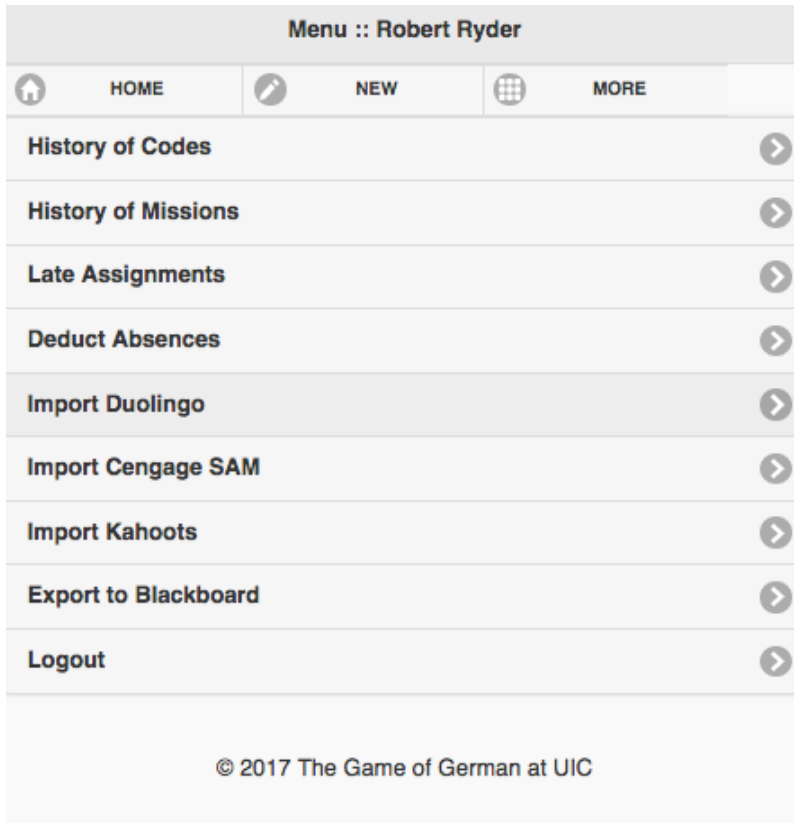 Menu :: Robert Ryder
HOME NEW MORE
History of Codes
History of Missions
Late Assignments
Deduct Absences
Import Duolingo
Import Cengage SAM
Import Kahoots
Export to Blackboard
Logout
© 2017 The Game of German at UIC